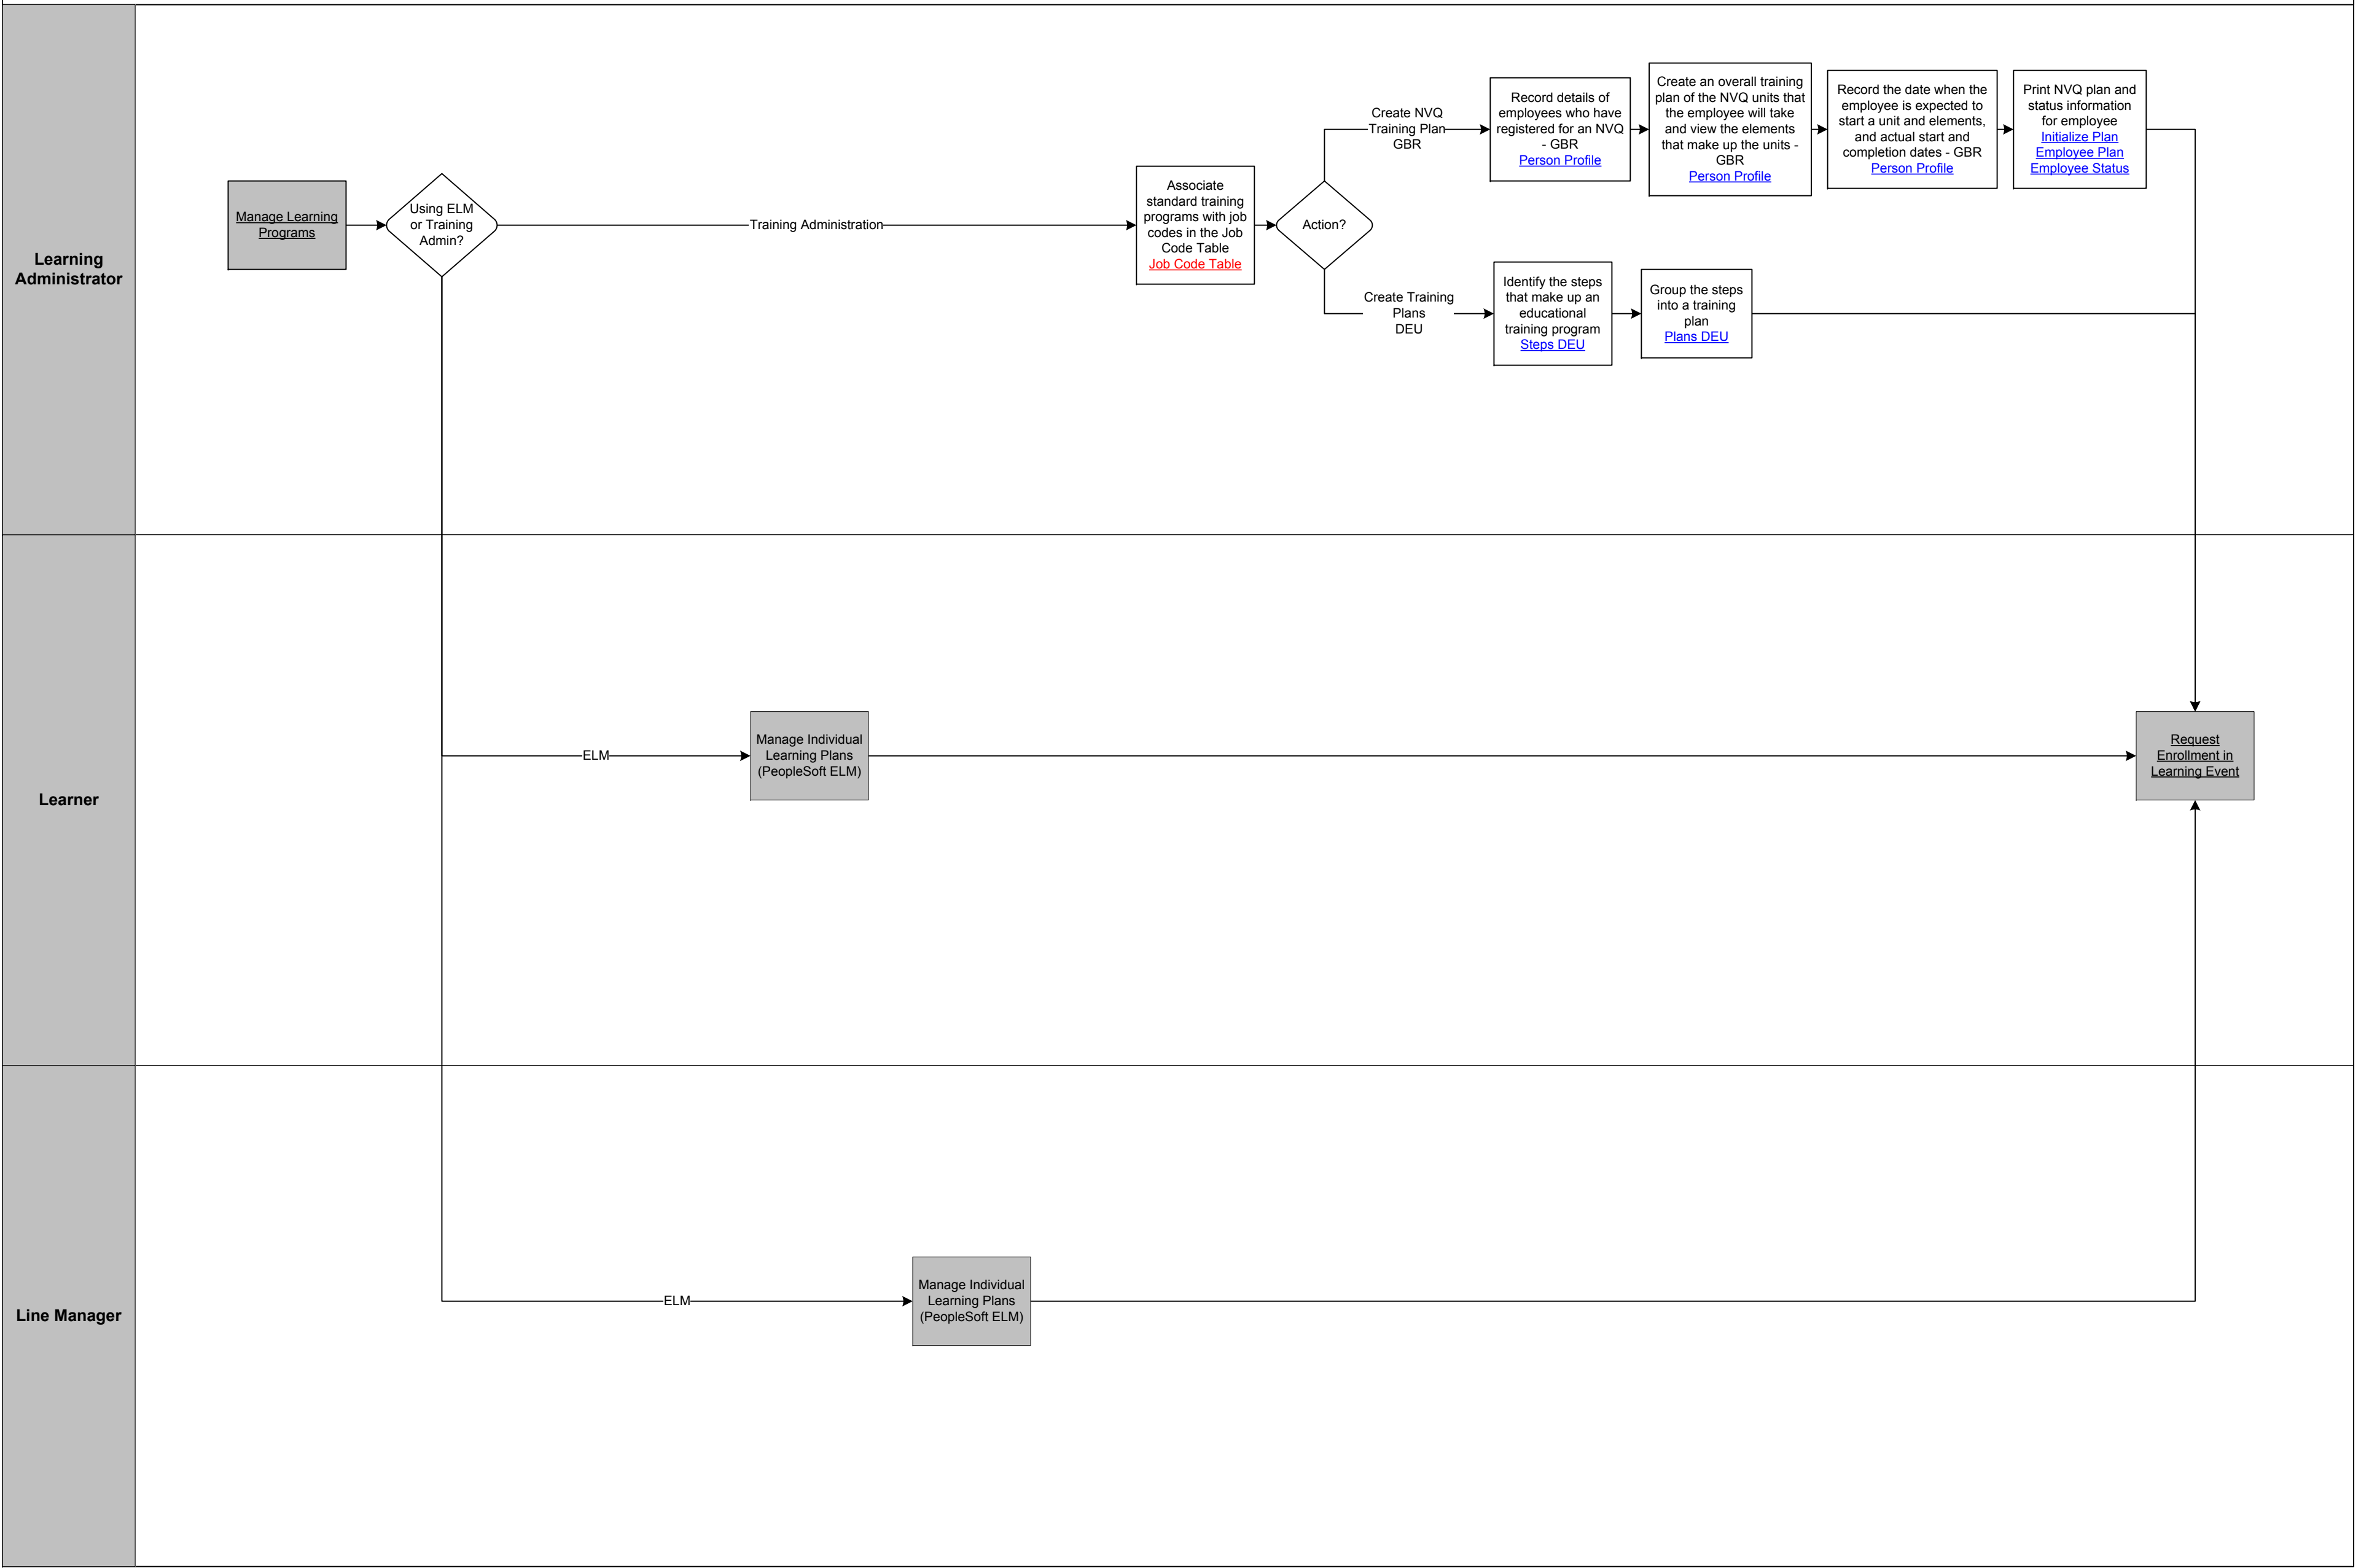 Learning
Administrator
Manage Learning
Programs
Using ELM
or Training
Admin?
Training Administration
Associate
standard training
programs with job
codes in the Job
Code Table
Job Code Table
Action?
Create NVQ
Training Plan
GBR
Record details of
employees who have
registered for an NVQ
- GBR
Person Profile
Create an overall training
plan of the NVQ units that
the employee will take
and view the elements
that make up the units -
GBR
Person Profile
Record the date when the
employee is expected to
start a unit and elements,
and actual start and
completion dates - GBR
Person Profile
Print NVQ plan and
status information
for employee
Initialize Plan
Employee Plan
Employee Status
Create Training
Plans
DEU
Identify the steps
that make up an
educational
training program
Steps DEU
Group the steps
into a training
plan
Plans DEU
Learner
ELM
Manage Individual
Learning Plans
(PeopleSoft ELM)
Request
Enrollment in
Learning Event
Line Manager
ELM
Manage Individual
Learning Plans
(PeopleSoft ELM)